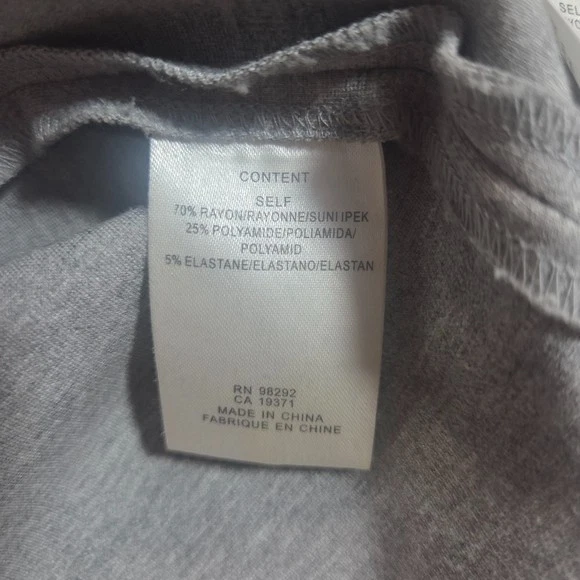 CONTENT
SELF
70% RAYON/RAYONNE/SUNI IPEK
25% POLYAMIDE/POLIAMIDA/
POLYAMID
5% ELASTANE/ELASTANO/ELASTAN
RN 98292
CA 19371
MADE IN CHINA
FABRIQUE EN CHINE